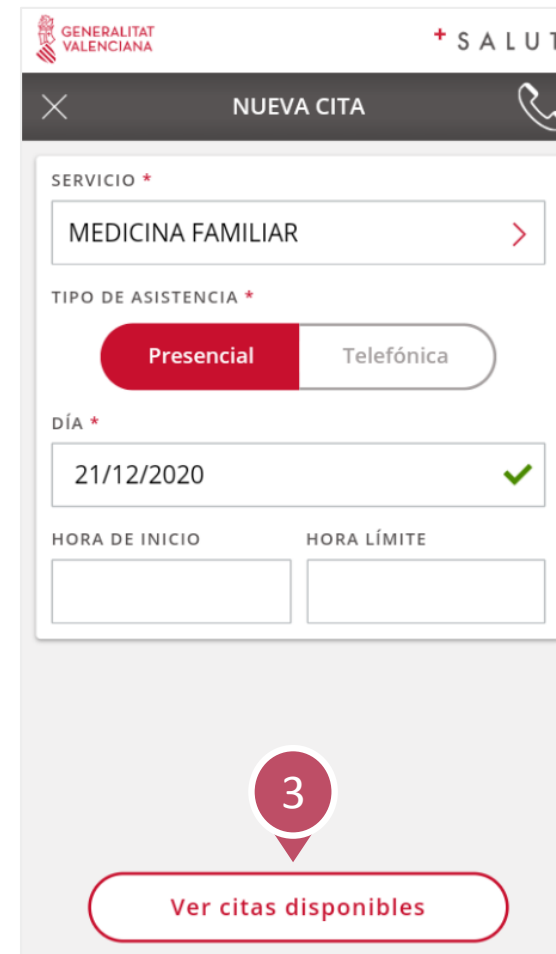 GENERALITAT
VALENCIANA
+ SALUT
NUEVA CITA
SERVICIO *
MEDICINA FAMILIAR
TIPO DE ASISTENCIA *
Presencial Telefónica
DÍA *
21/12/2020
HORA DE INICIO HORA LÍMITE
3
Ver citas disponibles